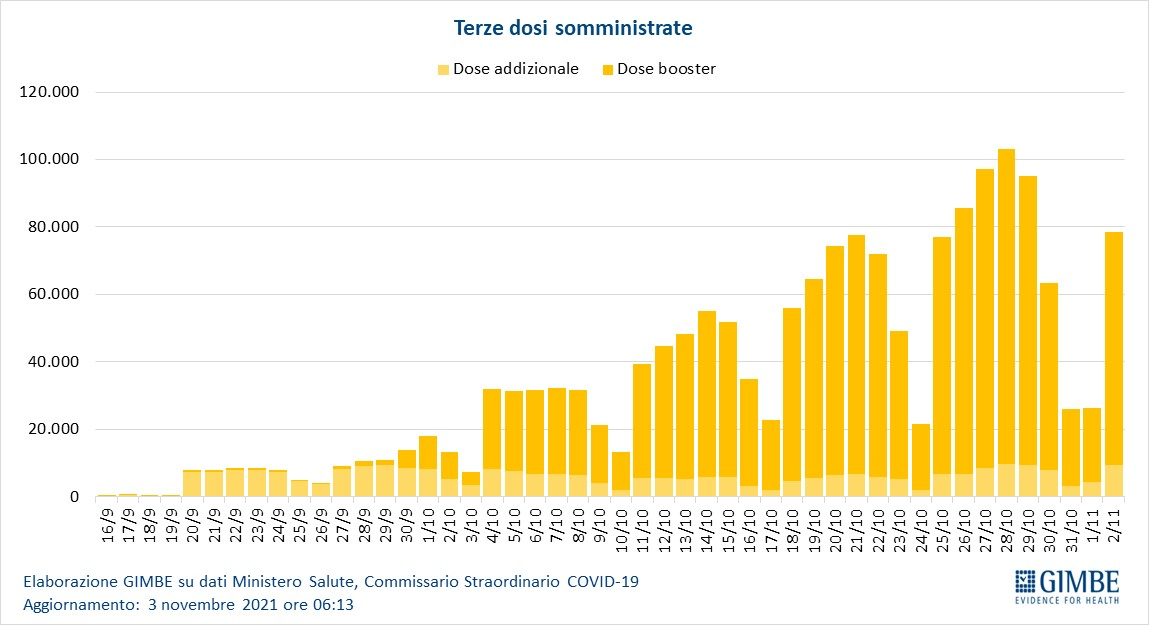 Terze dosi somministrate
Dose addizionale Dose booster
120.000
100.000
80.000
60.000
40.000
20.000
0
16/9 17/9 18/9 19/9 20/9 21/9 22/9 23/9 24/9 25/9 26/9 27/9 28/9 29/9 30/9 1/10 2/10 3/10 4/10 5/10 6/10 7/10 8/10 9/10 10/10 11/10 12/10 13/10 14/10 15/10 16/10 17/10 18/10 19/10 20/10 21/10 22/10 23/10 24/10 25/10 26/10 27/10 28/10 29/10 30/10 31/10 1/11 2/11
Elaborazione GIMBE su dati Ministero Salute, Commissario Straordinario COVID-19
Aggiornamento: 3 novembre 2021 ore 06:13
GIMBE
EVIDENCE FOR HEALTH